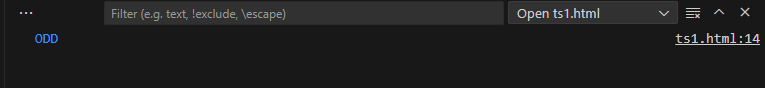 ... Filter (e.g. text, !exclude, \escape) Open ts1.html
ODD ts1.html:14